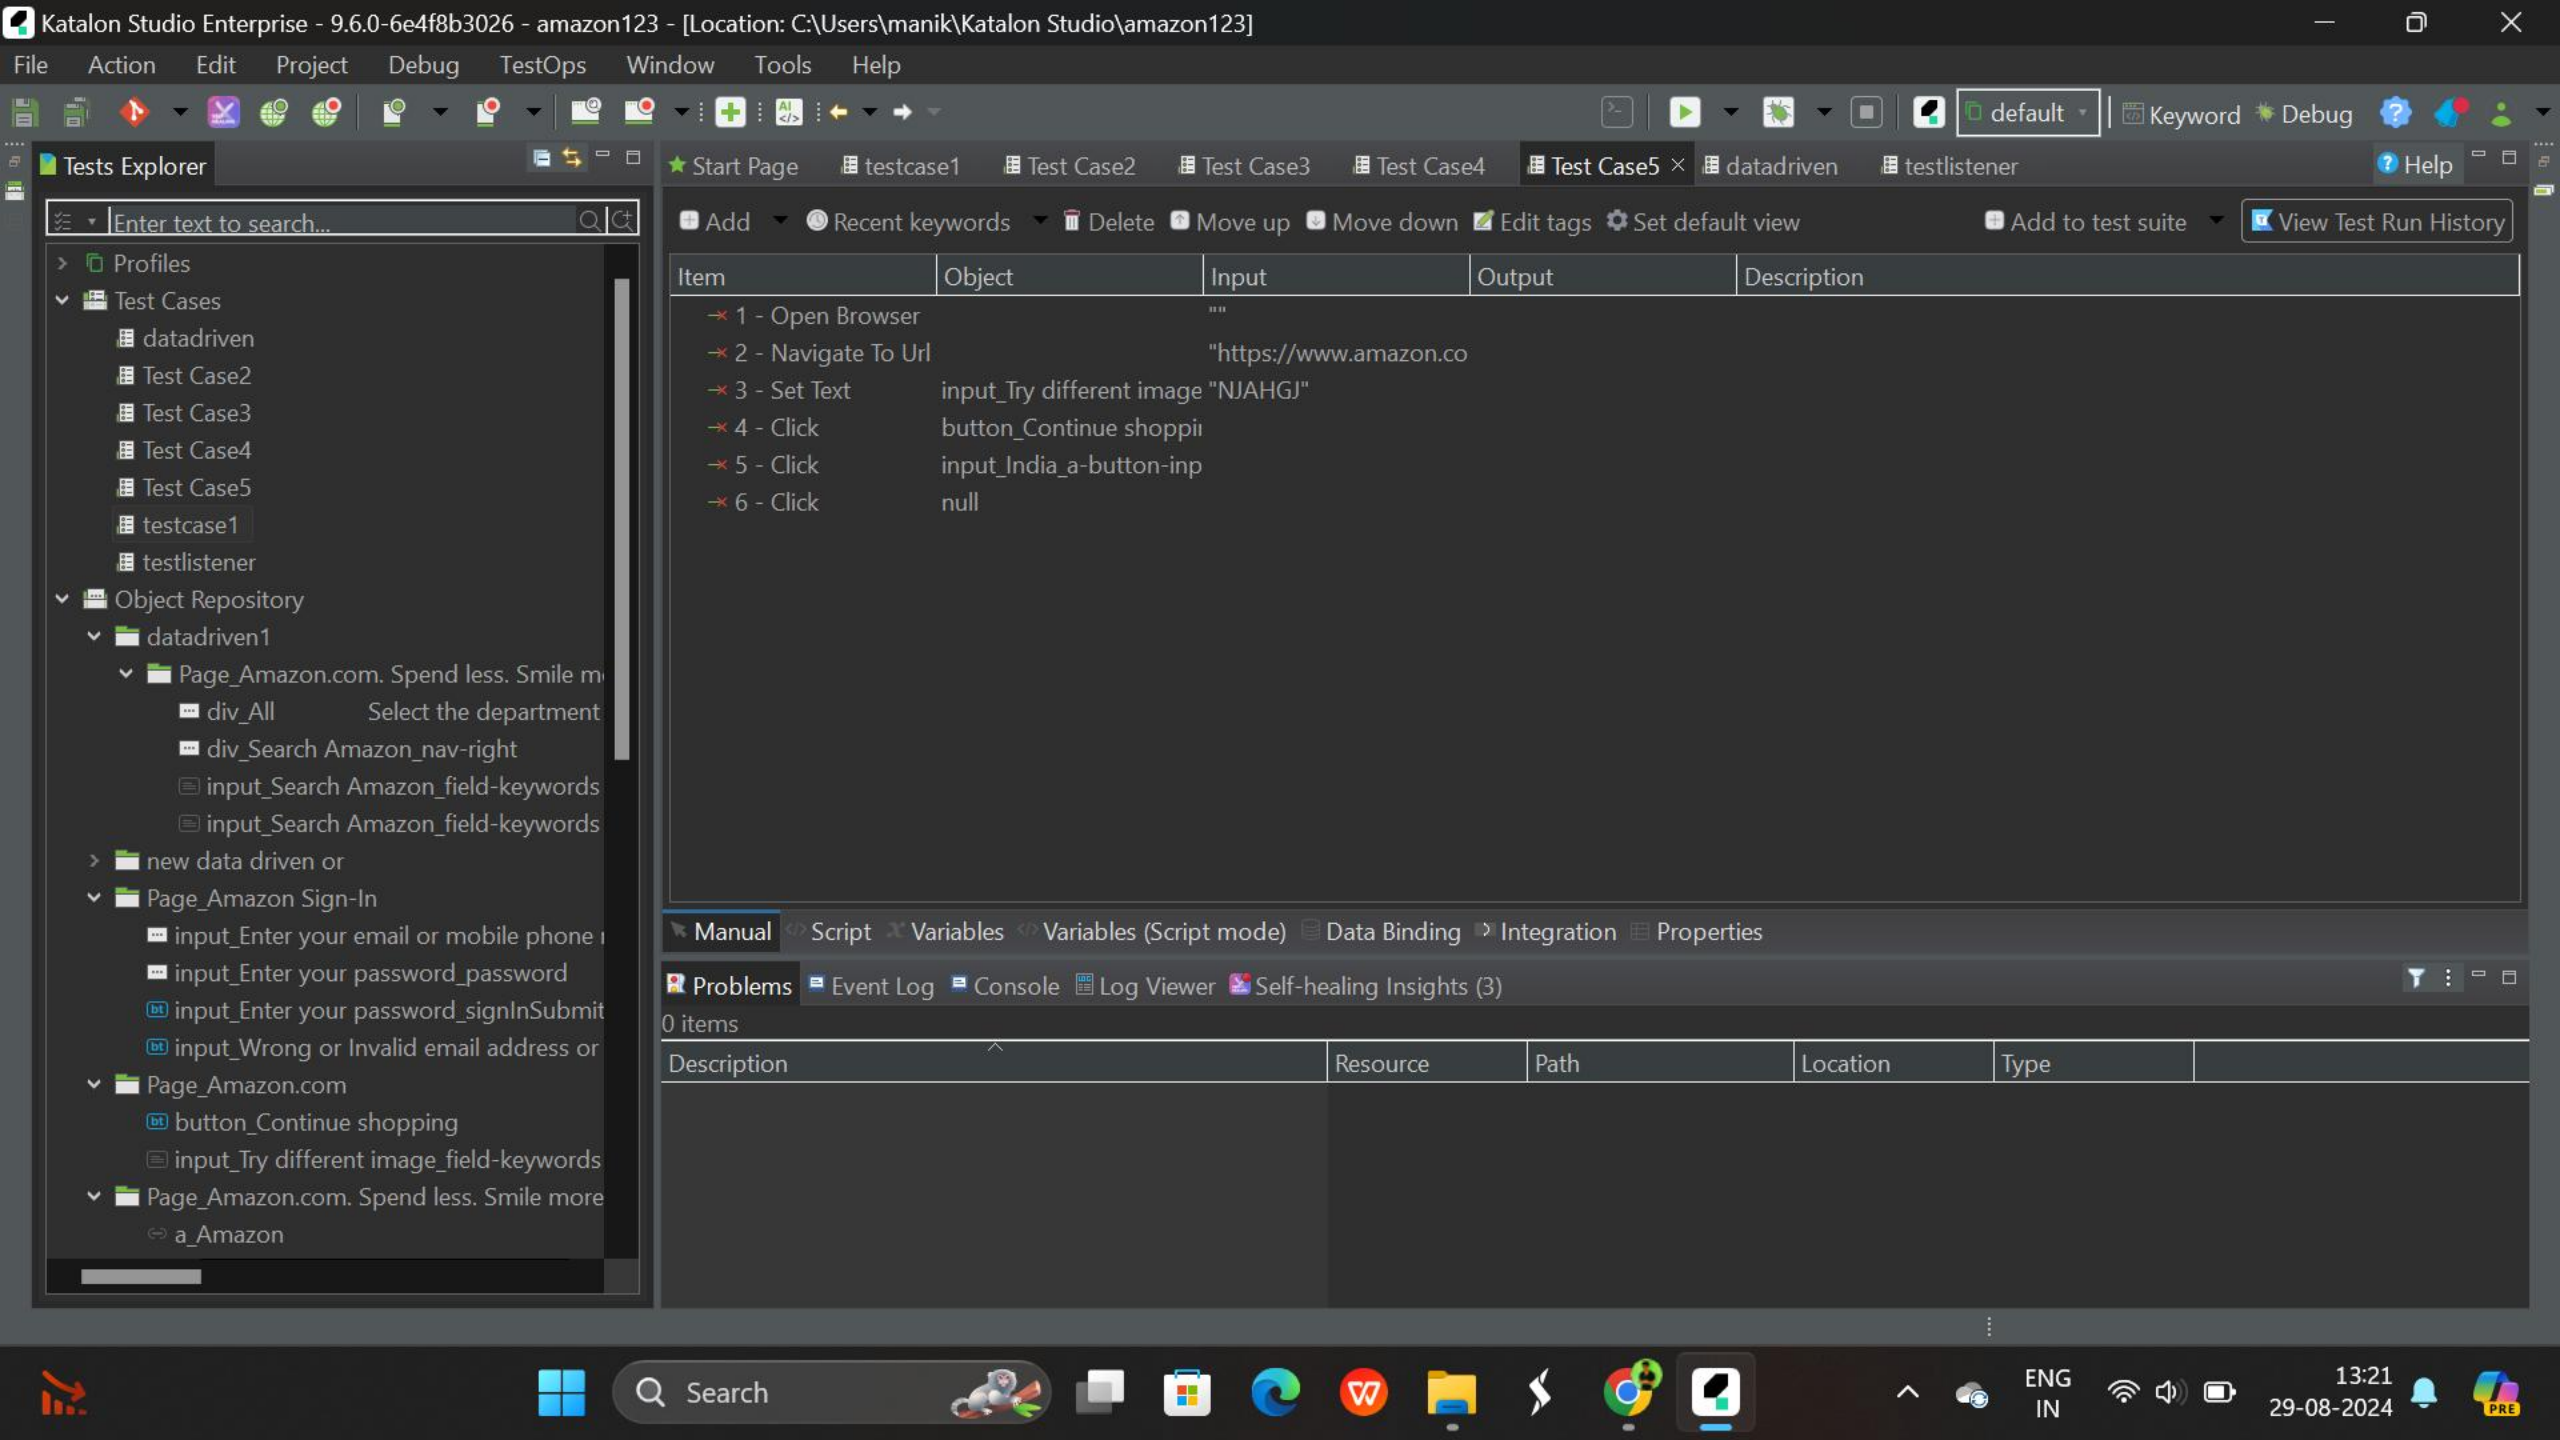 Katalon Studio Enterprise - 9.6.0-6e4f8b3026 - amazon123 - [Location: C:\Users\manik\Katalon Studio\amazon123]
File Action Edit Project Debug TestOps Window Tools Help
default Keyword Debug
Tests Explorer
Start Page testcase1 Test Case2 Test Case3 Test Case4 Test Case5 datadriven testlistener Help
Enter text to search...
Add Recent keywords Delete Move up Move down Edit tags Set default view Add to test suite View Test Run History
Profiles
Test Cases
datadriven
Test Case2
Test Case3
Test Case4
Test Case5
testcase1
testlistener
Object Repository
datadriven1
Page_Amazon.com. Spend less. Smile m
div_All Select the department
div_Search Amazon_nav-right
input_Search Amazon_field-keywords
input_Search Amazon_field-keywords
new data driven or
Page_Amazon Sign-In
input_Enter your email or mobile phone
input_Enter your password_password
input_Enter your password_signInSubmit
input_Wrong or Invalid email address or
Page_Amazon.com
button_Continue shopping
input_Try different image_field-keywords
Page_Amazon.com. Spend less. Smile more
a_Amazon
Item Object Input Output Description
1 - Open Browser ""
2 - Navigate To Url "https://www.amazon.co
3 - Set Text input_Try different image "NJAHGJ"
4 - Click button_Continue shoppi
5 - Click input_India_a-button-inp
6 - Click null
Manual Script Variables Variables (Script mode) Data Binding Integration Properties
Problems Event Log Console Log Viewer Self-healing Insights (3)
0 items
Description Resource Path Location Type
Search
ENG
IN
13:21
29-08-2024
PRE